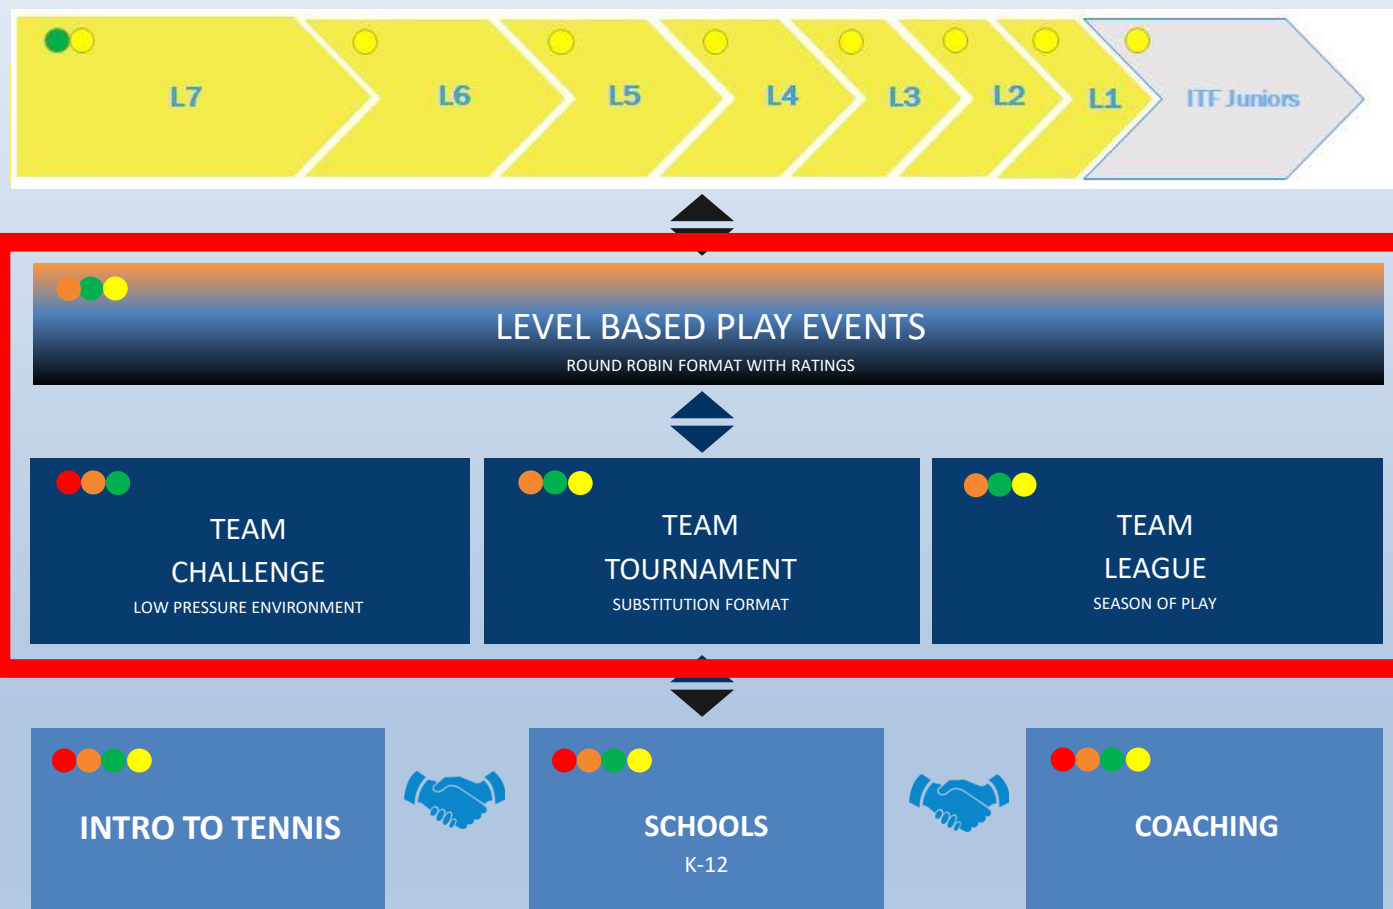 L7
L6
L5
L4
L3
L2
L1
ITF Juniors
LEVEL BASED PLAY EVENTS
ROUND ROBIN FORMAT WITH RATINGS
TEAM
CHALLENGE
LOW PRESSURE ENVIRONMENT
TEAM
TOURNAMENT
SUBSTITUTION FORMAT
TEAM
LEAGUE
SEASON OF PLAY
INTRO TO TENNIS
SCHOOLS
K-12
COACHING